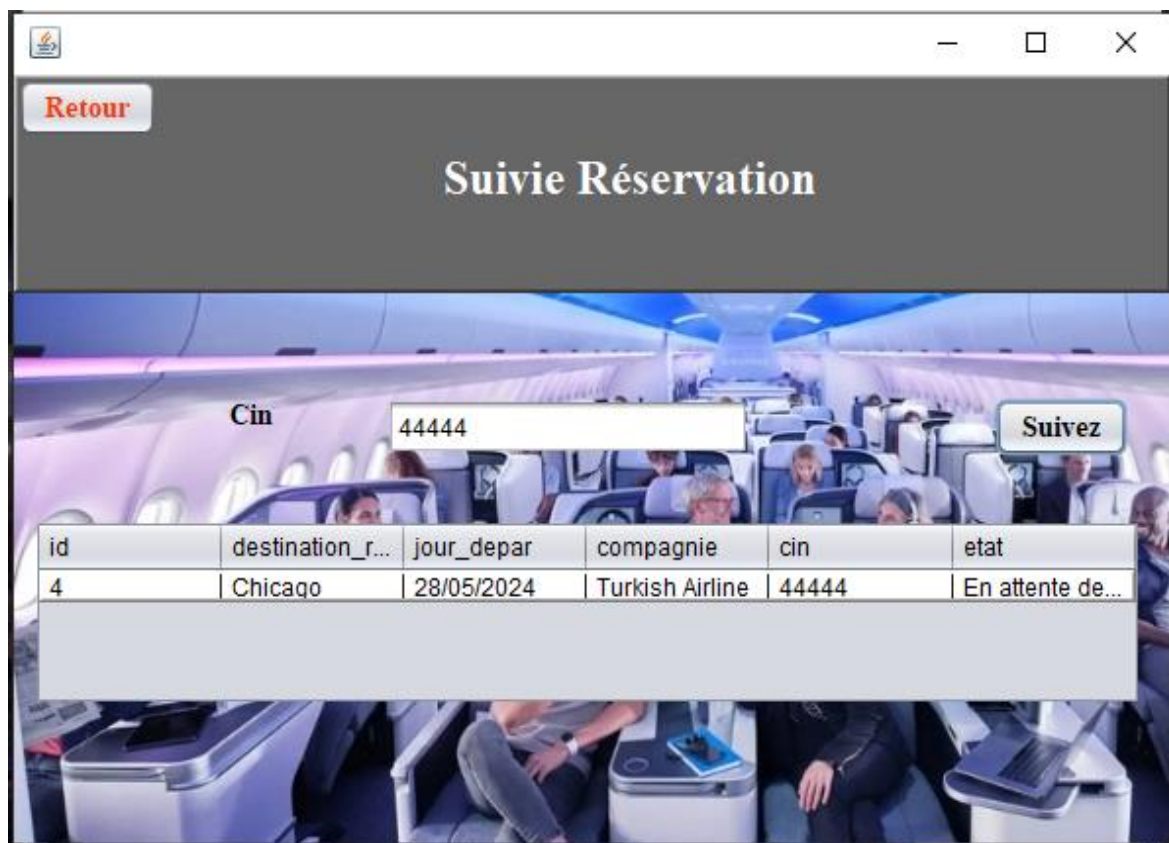 Retour
Suivie Réservation
Cin 44444 Suivez
id destination_r... jour_depar compagnie cin etat
4 Chicago 28/05/2024 Turkish Airline 44444 En attente de...